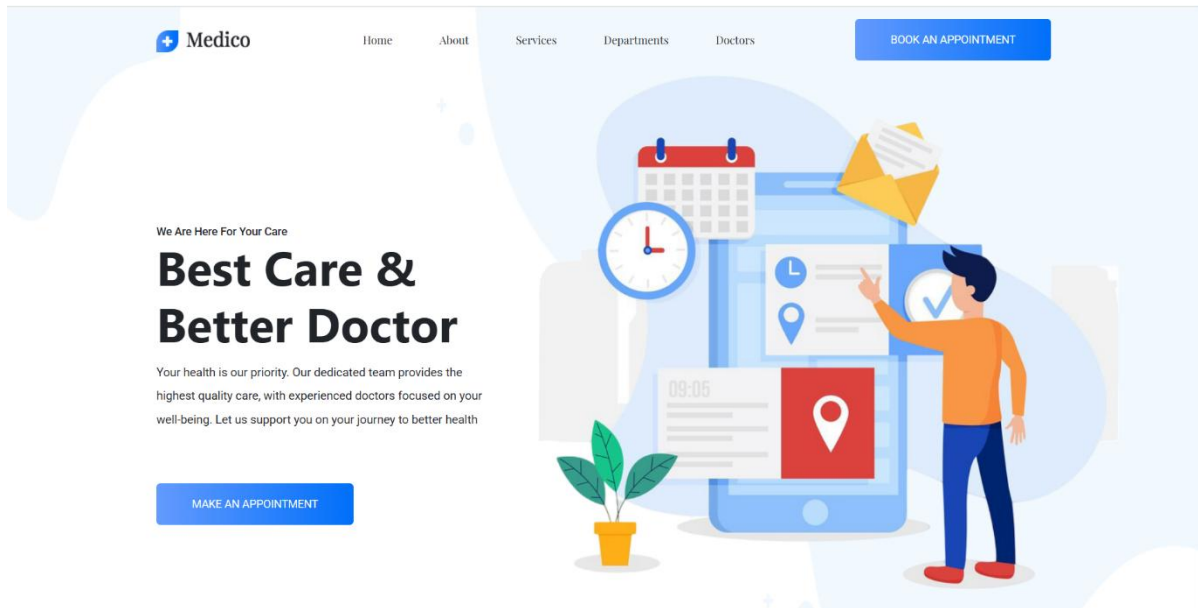 Medico
Home
About
Services
Departments
Doctors
BOOK AN APPOINTMENT
We Are Here For Your Care
Best Care &
Better Doctor
Your health is our priority. Our dedicated team provides the
highest quality care, with experienced doctors focused on your
well-being. Let us support you on your journey to better health
MAKE AN APPOINTMENT
09:05